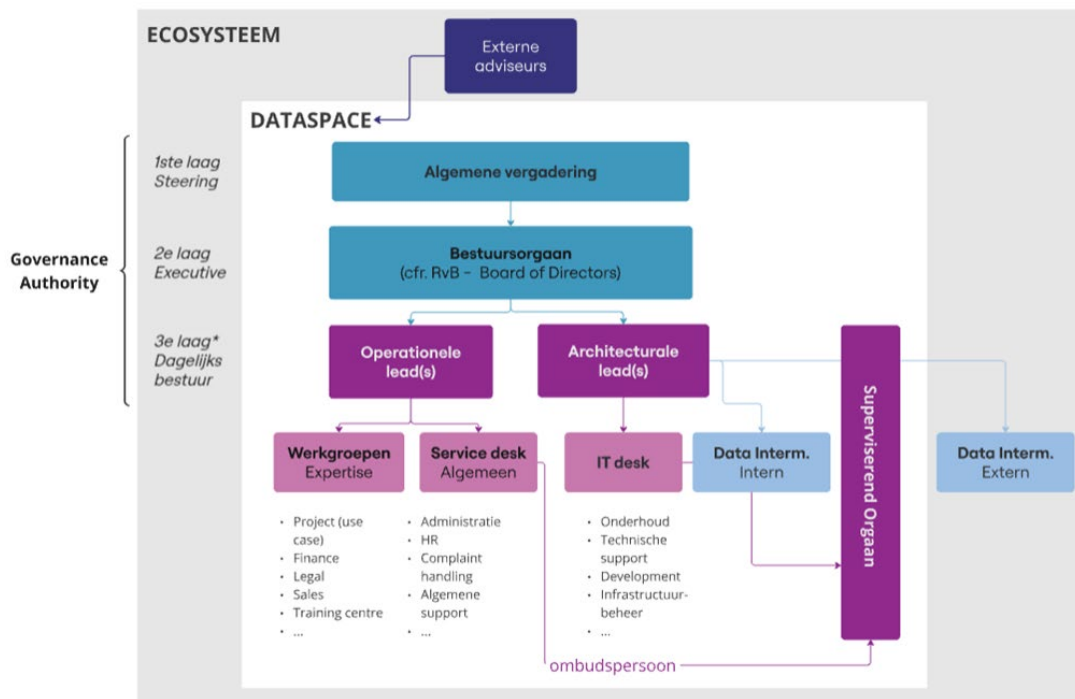 ECOSYSTEEM
Externe
adviseurs
DATASPACE
Governance
Authority
1ste laag
Steering
Algemene vergadering
2e laag
Executive
Bestuursorgaan
(cfr. RvB – Board of Directors)
3e laag*
Dagelijks
bestuur
Operationele
lead(s)
Architecturale
lead(s)
Superviserend Orgaan
Werkgroepen
Expertise
Service desk
Algemeen
IT desk
Data Interm.
Intern
Data Interm.
Extern
• Project (use
case)
• Finance
• Legal
• Sales
• Training centre
• ...
• Administratie
• HR
• Complaint
handling
• Algemene
support
• ...
• Onderhoud
• Technische
support
• Development
• Infrastructuur-
beheer
• ...
ombudspersoon